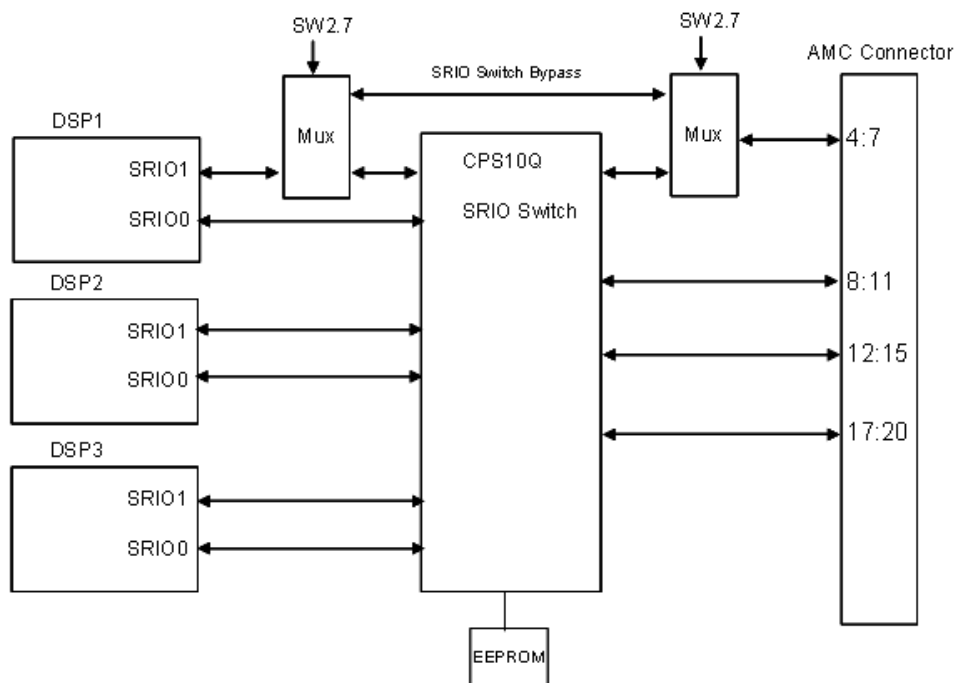 SW2.7
SW2.7
AMC Connector
SRIO Switch Bypass
DSP1
Mux
Mux
4:7
SRIO1
CPS10Q
SRIO0
SRIO Switch
DSP2
8:11
SRIO1
12:15
SRIO0
DSP3
17:20
SRIO1
SRIO0
EEPROM